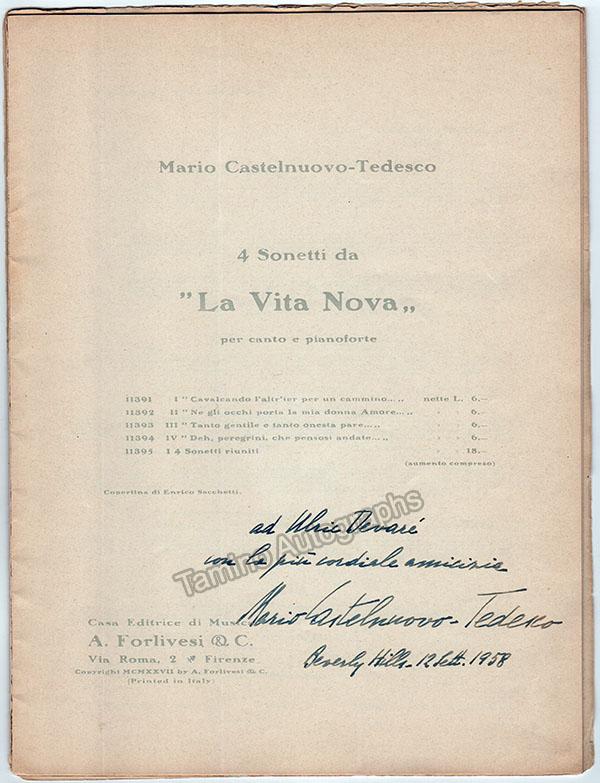 Mario Castelnuovo-Tedesco
4 Sonetti da
"La Vita Nova„
per canto e pianoforte
11391 I "Cavalcando l'altr'ier per un cammino...„ nette L. 6.—
11392 II "Ne gli occhi porta la mia donna Amore...„ " " 6.—
11393 III "Tanto gentile e tanto onesta pare...„ " " 6.—
11394 IV "Deh, peregrini, che pensosi andate...„ " " 6.—
11395 I 4 Sonetti riuniti " " 18.—
(aumento compreso)
Copertina di Enrico Sacchetti.
ad Ulric Devaré
con la più cordiale amicizia
Tamino Autographs
Mario Castelnuovo-Tedesco
Beverly Hills - 12 Sett. 1958
Casa Editrice di Musica
A. Forlivesi & C.
Via Roma, 2 Firenze
Copyright MCMXXVII by A. Forlivesi & C.
(Printed in Italy)